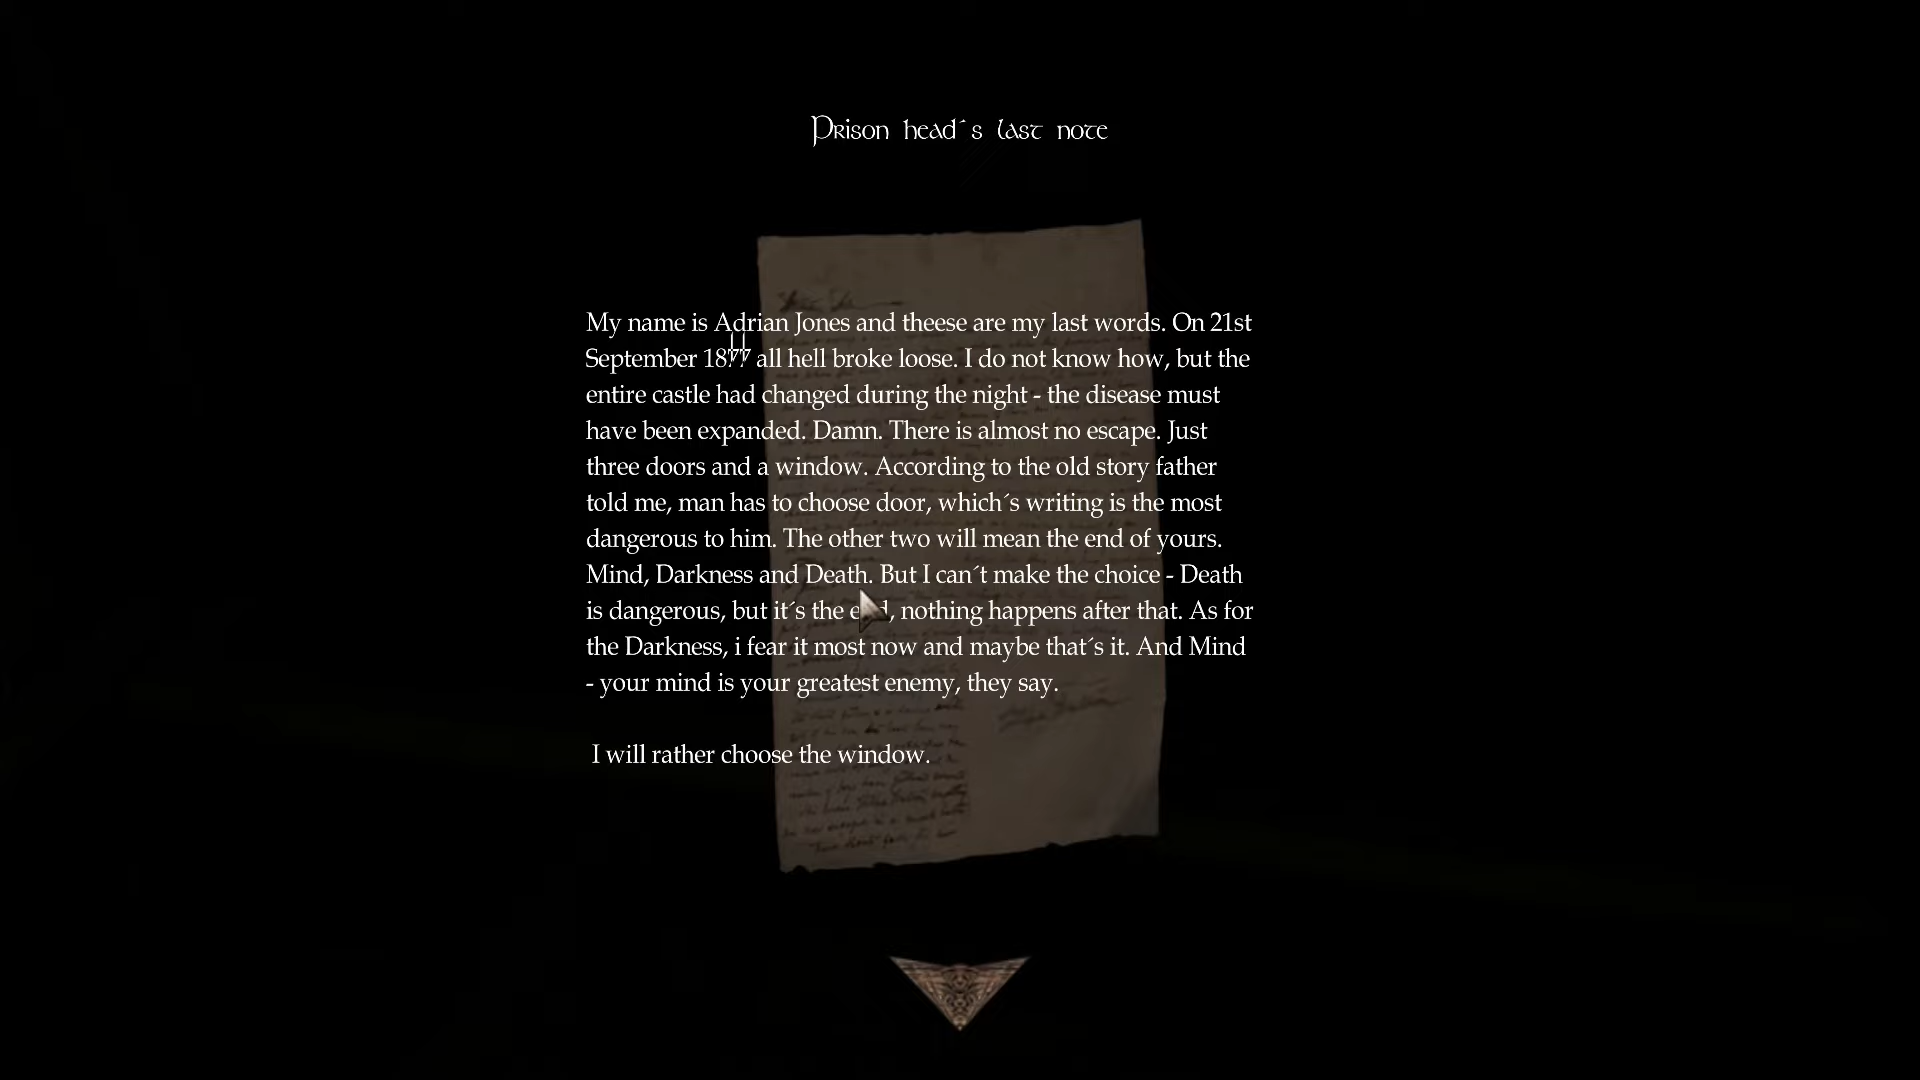 Prison head´s last note
My name is Adrian Jones and theese are my last words. On 21st
September 1877 all hell broke loose. I do not know how, but the
entire castle had changed during the night - the disease must
have been expanded. Damn. There is almost no escape. Just
three doors and a window. According to the old story father
told me, man has to choose door, which´s writing is the most
dangerous to him. The other two will mean the end of yours.
Mind, Darkness and Death. But I can´t make the choice - Death
is dangerous, but it´s the end, nothing happens after that. As for
the Darkness, i fear it most now and maybe that´s it. And Mind
- your mind is your greatest enemy, they say.
I will rather choose the window.